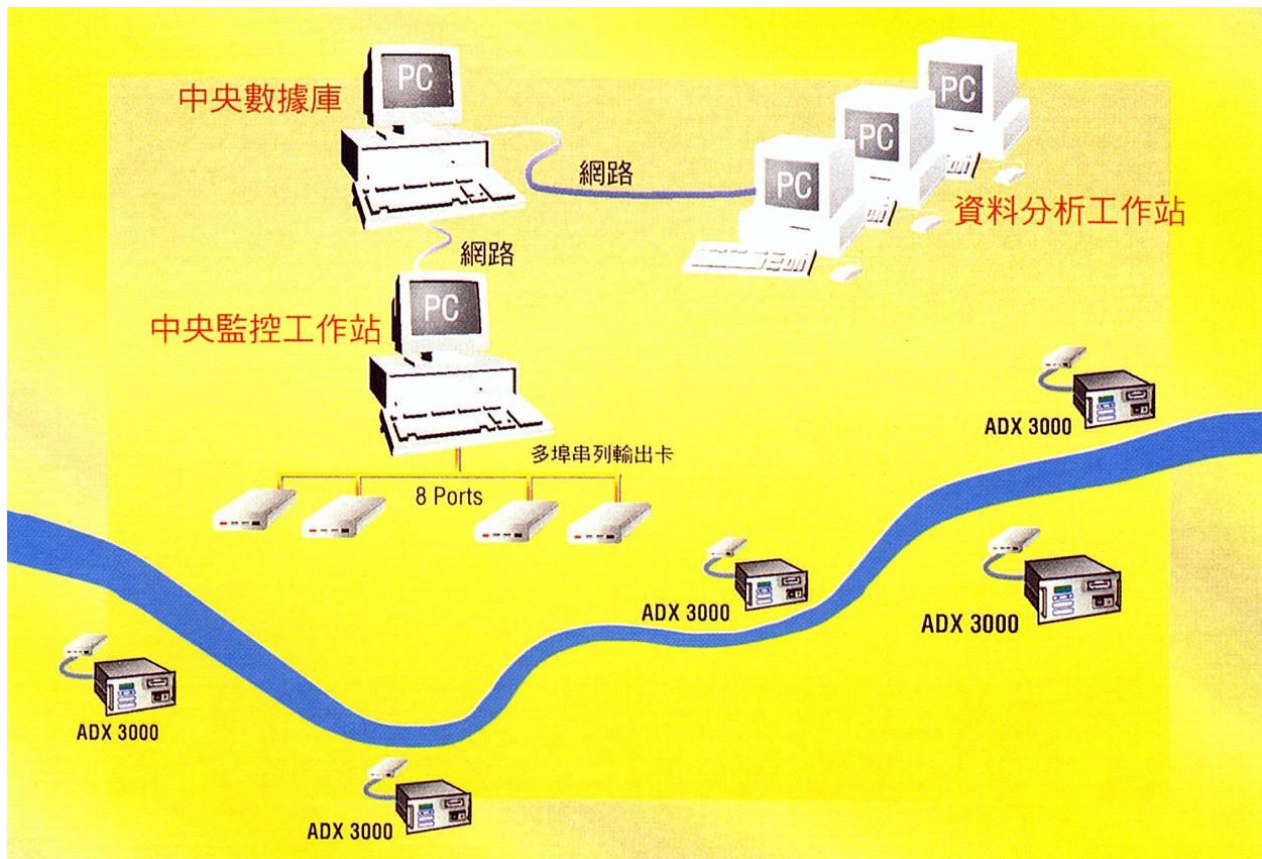 PC
中央數據庫
PC
PC
PC
網路
資料分析工作站
網路
PC
中央監控工作站
多埠串列輸出卡
8 Ports
ADX 3000
ADX 3000
ADX 3000
ADX 3000
ADX 3000